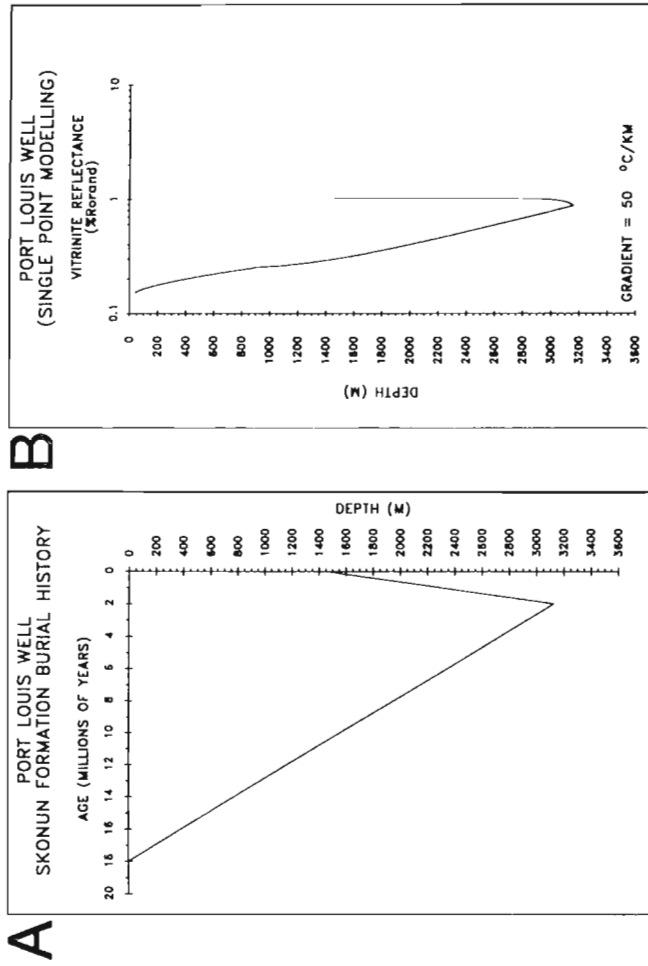 A
PORT LOUIS WELL
SKONUN FORMATION BURIAL HISTORY
AGE (MILLIONS OF YEARS)
20 18 16 14 12 10 8 6 4 2 0
DEPTH (M)
0
200
400
600
800
1000
1200
1400
1600
1800
2000
2200
2400
2600
2800
3000
3200
3400
3600
B
PORT LOUIS WELL
(SINGLE POINT MODELLING)
VITRINITE REFLECTANCE
(%Rorand)
0.1 1 10
DEPTH (M)
0
200
400
600
800
1000
1200
1400
1600
1800
2000
2200
2400
2600
2800
3000
3200
3400
3600
GRADIENT = 50 °C/KM